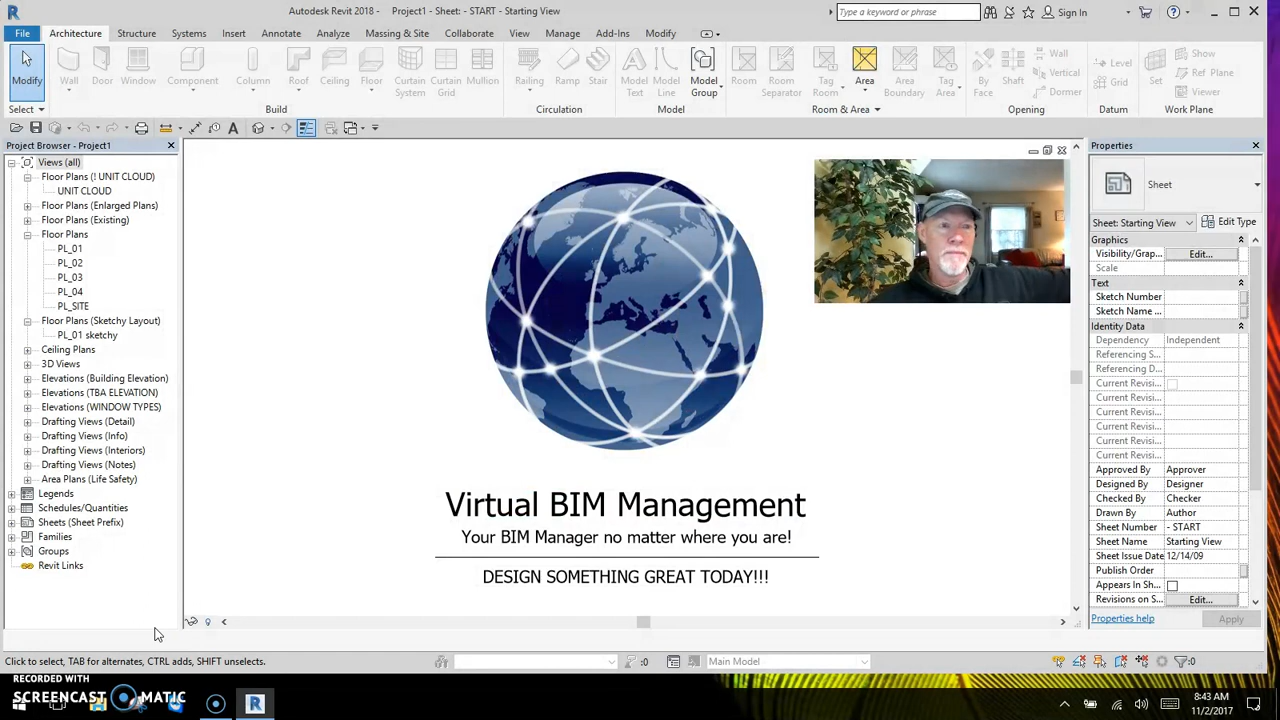 Autodesk Revit 2018 - Project1 - Sheet: - START - Starting View
Type a keyword or phrase
Sign In
File Architecture Structure Systems Insert Annotate Analyze Massing & Site Collaborate View Manage Add-Ins Modify
Modify
Wall
Door
Window
Component
Column
Roof
Ceiling
Floor
Curtain System
Curtain Grid
Mullion
Railing
Ramp
Stair
Model Text
Model Line
Model Group
Room
Room Separator
Tag Room
Area
Area Boundary
Tag Area
By Face
Shaft
Wall
Vertical
Dormer
Level
Grid
Set
Show
Ref Plane
Viewer
Select
Build
Circulation
Model
Room & Area
Opening
Datum
Work Plane
Project Browser - Project1
Views (all)
Floor Plans (! UNIT CLOUD)
UNIT CLOUD
Floor Plans (Enlarged Plans)
Floor Plans (Existing)
Floor Plans
PL_01
PL_02
PL_03
PL_04
PL_SITE
Floor Plans (Sketchy Layout)
PL_01 sketchy
Ceiling Plans
3D Views
Elevations (Building Elevation)
Elevations (TBA ELEVATION)
Elevations (WINDOW TYPES)
Drafting Views (Detail)
Drafting Views (Info)
Drafting Views (Interiors)
Drafting Views (Notes)
Area Plans (Life Safety)
Legends
Schedules/Quantities
Sheets (Sheet Prefix)
Families
Groups
Revit Links
Virtual BIM Management
Your BIM Manager no matter where you are!
DESIGN SOMETHING GREAT TODAY!!!
Properties
Sheet
Sheet: Starting View
Edit Type
Graphics
Visibility/Grap... Edit...
Scale
Text
Sketch Number
Sketch Name ...
Identity Data
Dependency Independent
Referencing S...
Referencing D...
Current Revisi...
Current Revis...
Current Revis...
Current Revisi...
Current Revisi...
Current Revis...
Approved By Approver
Designed By Designer
Checked By Checker
Drawn By Author
Sheet Number - START
Sheet Name Starting View
Sheet Issue Date 12/14/09
Publish Order
Appears In Sh...
Revisions on S... Edit...
Properties help
Apply
Click to select, TAB for alternates, CTRL adds, SHIFT unselects.
:0
Main Model
:0
RECORDED WITH
SCREENCAST MATIC
8:43 AM
11/2/2017